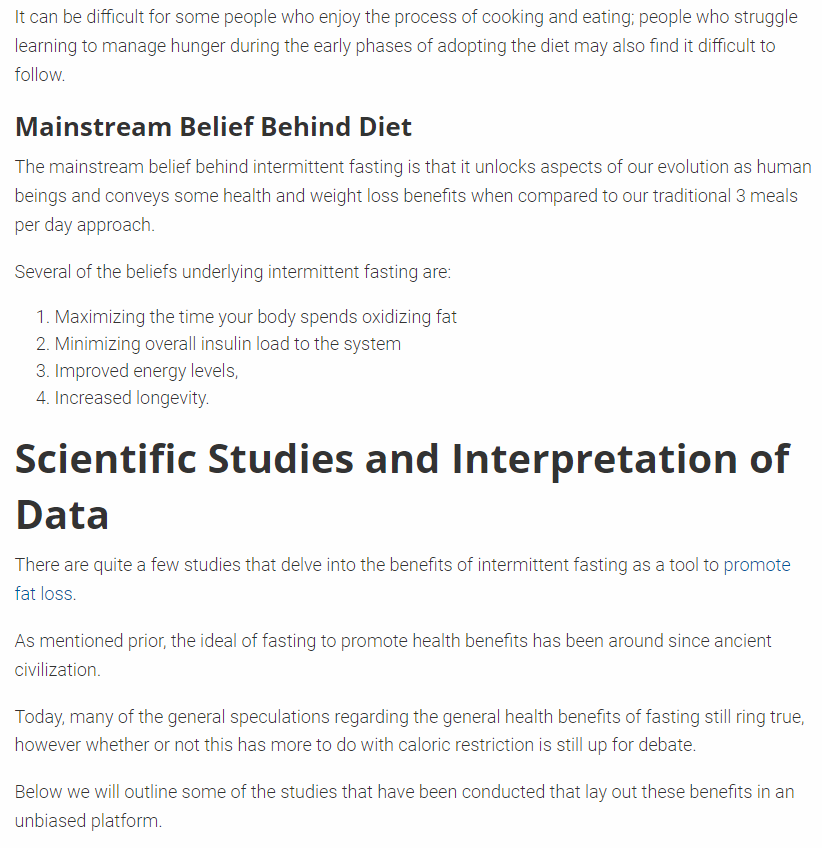 It can be difficult for some people who enjoy the process of cooking and eating; people who struggle
learning to manage hunger during the early phases of adopting the diet may also find it difficult to
follow.
Mainstream Belief Behind Diet
The mainstream belief behind intermittent fasting is that it unlocks aspects of our evolution as human
beings and conveys some health and weight loss benefits when compared to our traditional 3 meals
per day approach.
Several of the beliefs underlying intermittent fasting are:
1. Maximizing the time your body spends oxidizing fat
2. Minimizing overall insulin load to the system
3. Improved energy levels,
4. Increased longevity.
Scientific Studies and Interpretation of
Data
There are quite a few studies that delve into the benefits of intermittent fasting as a tool to promote
fat loss.
As mentioned prior, the ideal of fasting to promote health benefits has been around since ancient
civilization.
Today, many of the general speculations regarding the general health benefits of fasting still ring true,
however whether or not this has more to do with caloric restriction is still up for debate.
Below we will outline some of the studies that have been conducted that lay out these benefits in an
unbiased platform.